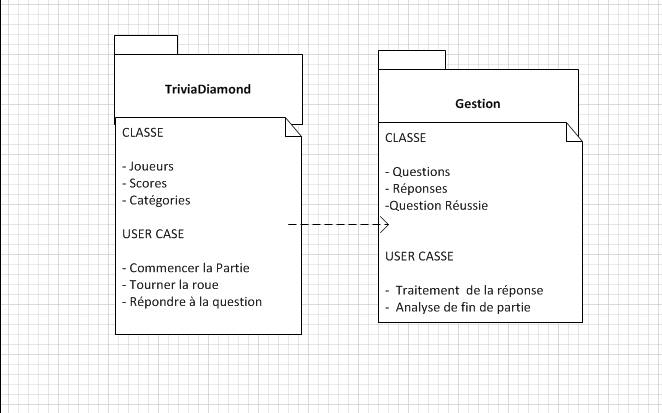 TriviaDiamond
CLASSE
- Joueurs
- Scores
- Catégories
USER CASE
- Commencer la Partie
- Tourner la roue
- Répondre à la question
Gestion
CLASSE
- Questions
- Réponses
-Question Réussie
USER CASSE
- Traitement de la réponse
- Analyse de fin de partie